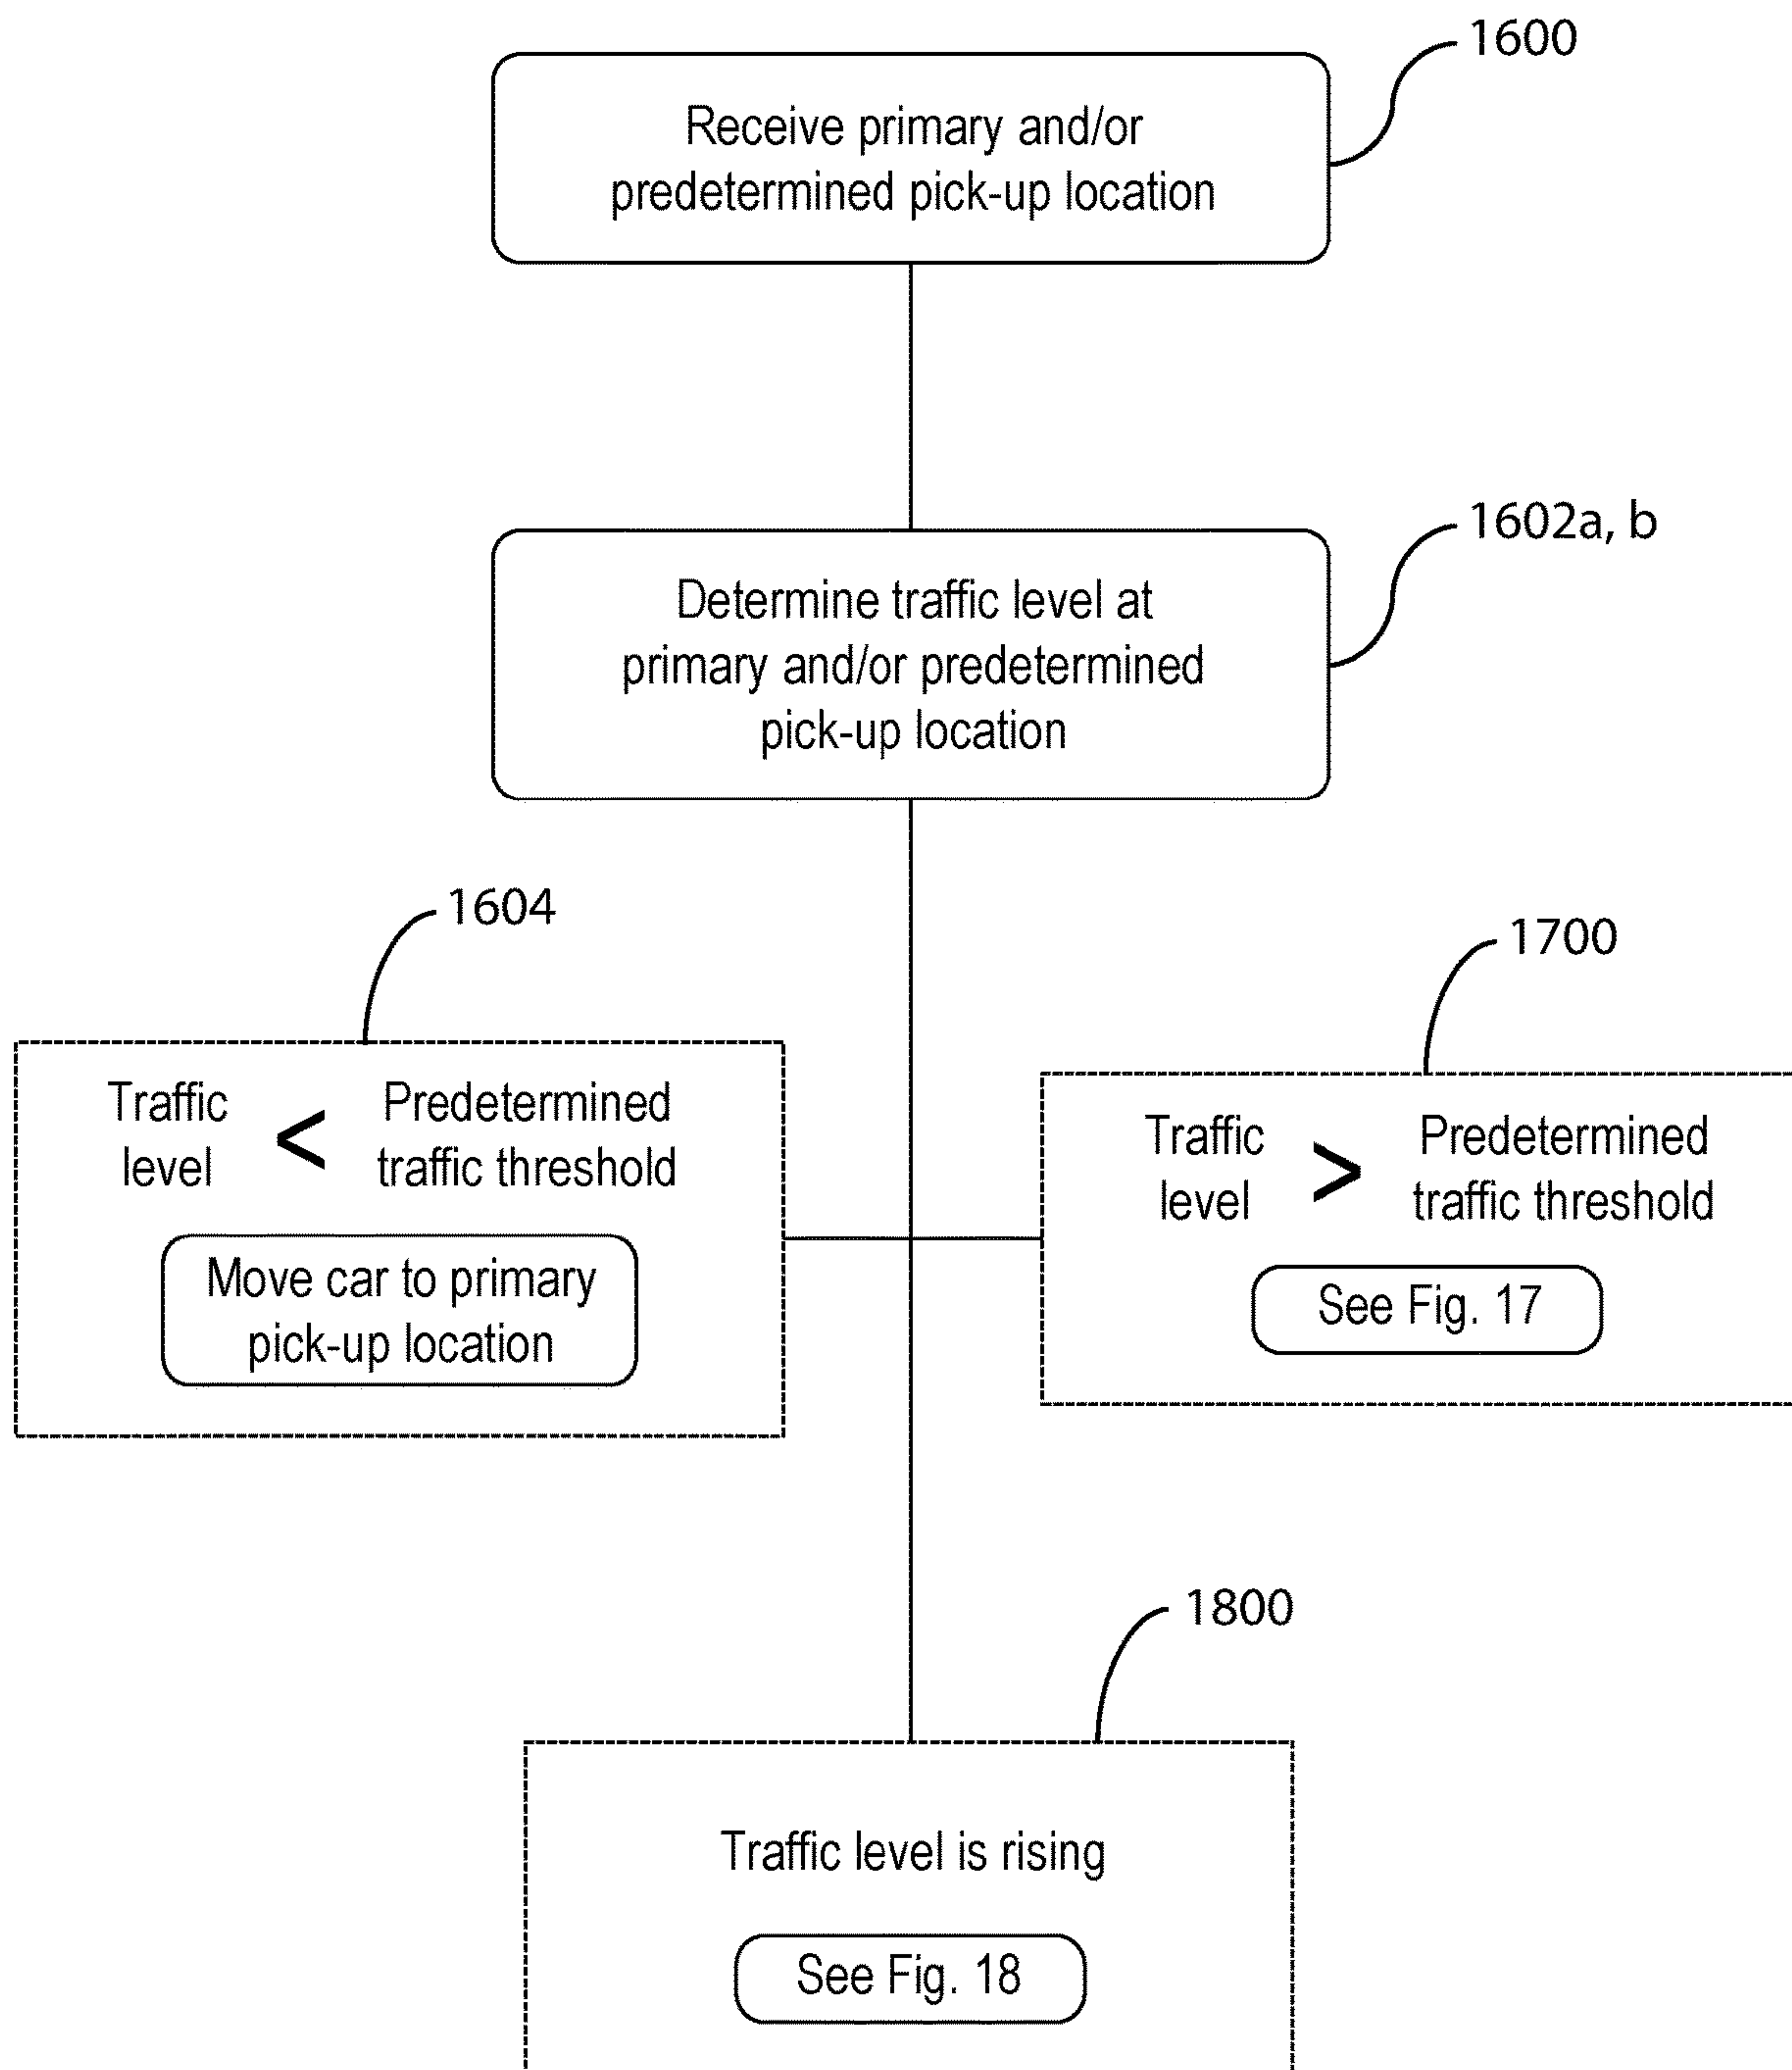 1600
Receive primary and/or
predetermined pick-up location
1602a, b
Determine traffic level at
primary and/or predetermined
pick-up location
1604
Traffic level < Predetermined traffic threshold
Move car to primary
pick-up location
1700
Traffic level > Predetermined traffic threshold
See Fig. 17
1800
Traffic level is rising
See Fig. 18